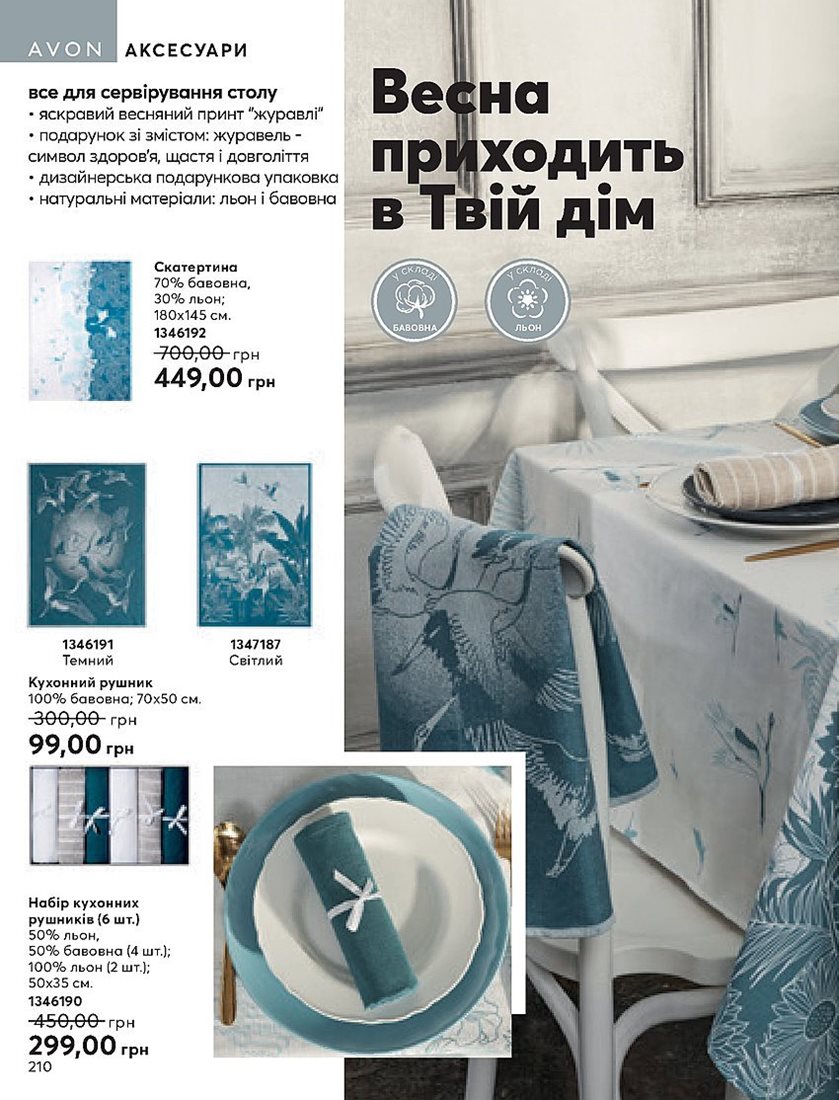 AVON АКСЕСУАРИ
все для сервірування столу
• яскравий весняний принт "журавлі"
• подарунок зі змістом: журавель -
символ здоров'я, щастя і довголіття
• дизайнерська подарункова упаковка
• натуральні матеріали: льон і бавовна
Весна
приходить
в Твій дім
У СКЛАДІ
БАВОВНА
У СКЛАДІ
ЛЬОН
Скатертина
70% бавовна,
30% льон;
180х145 см.
1346192
700,00 грн
449,00 грн
1346191
Темний
1347187
Світлий
Кухонний рушник
100% бавовна; 70х50 см.
300,00 грн
99,00 грн
Набір кухонних
рушників (6 шт.)
50% льон,
50% бавовна (4 шт.);
100% льон (2 шт.);
50х35 см.
1346190
450,00 грн
299,00 грн
210